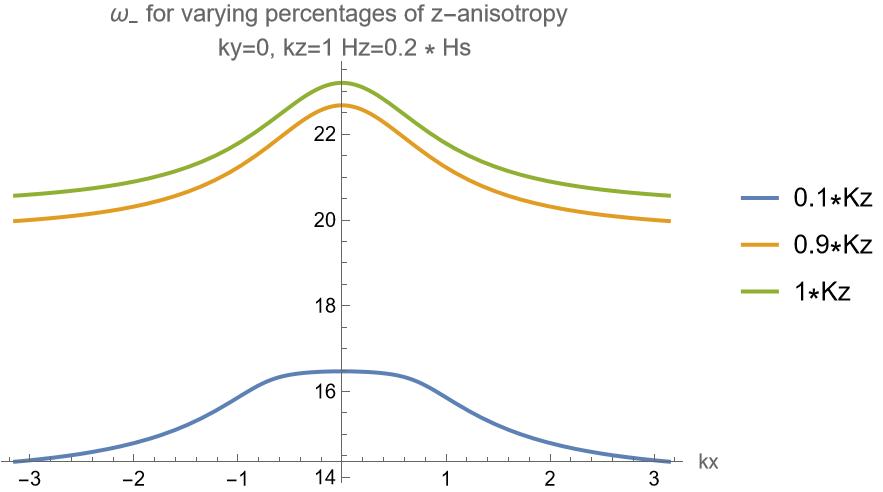 ω₋ for varying percentages of z-anisotropy
ky=0, kz=1 Hz=0.2 * Hs
22
20
18
16
14
-3
-2
-1
1
2
3
kx
0.1*Kz
0.9*Kz
1*Kz